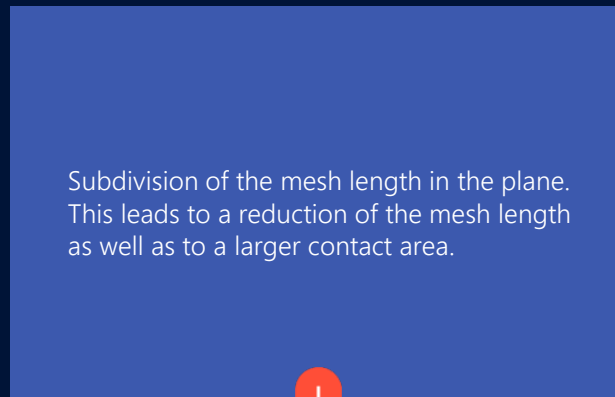 Subdivision of the mesh length in the plane.
This leads to a reduction of the mesh length
as well as to a larger contact area.